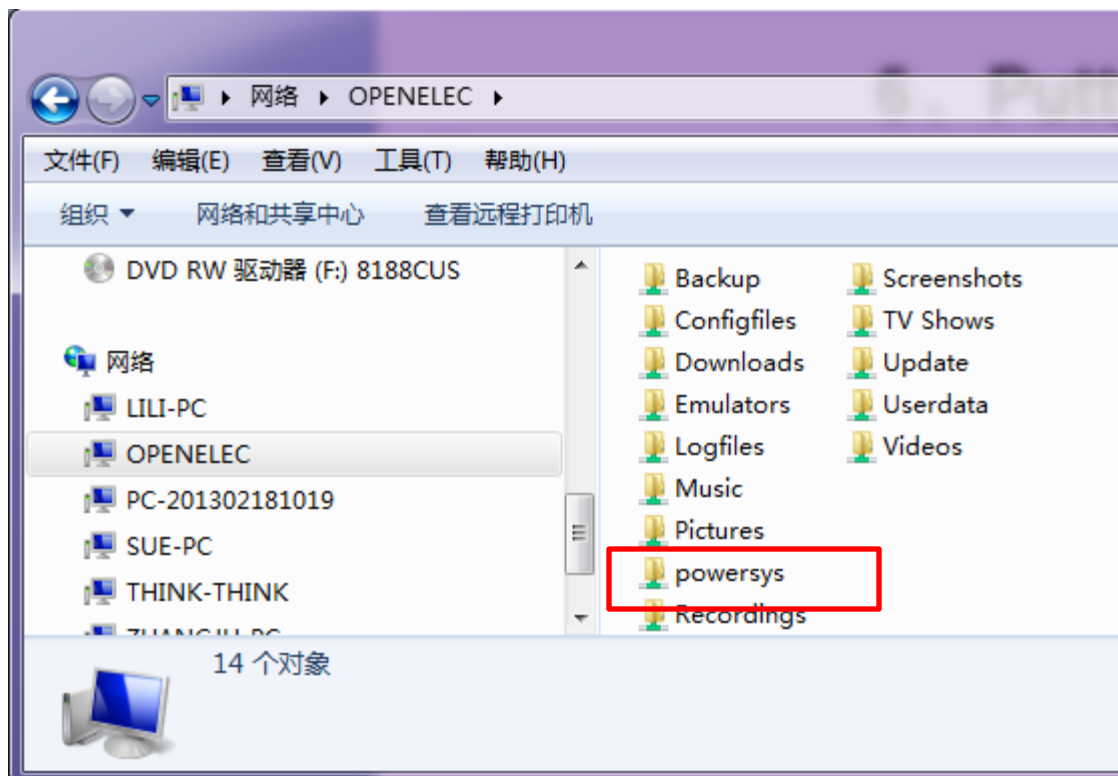 6、Putt
网络 OPENELEC
文件(F) 编辑(E) 查看(V) 工具(T) 帮助(H)
组织 网络和共享中心 查看远程打印机
DVD RW 驱动器 (F:) 8188CUS
网络
LILI-PC
OPENELEC
PC-201302181019
SUE-PC
THINK-THINK
Backup
Configfiles
Downloads
Emulators
Logfiles
Music
Pictures
powersys
Recordings
Screenshots
TV Shows
Update
Userdata
Videos
14 个对象